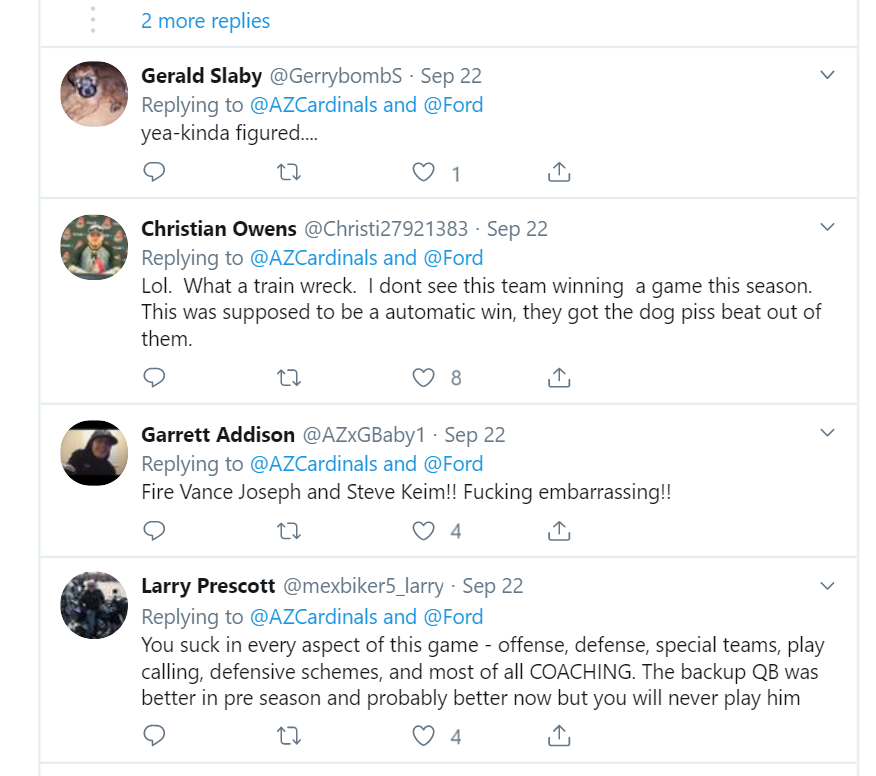 2 more replies
Gerald Slaby @GerrybombS · Sep 22
Replying to @AZCardinals and @Ford
yea-kinda figured....
1
Christian Owens @Christi27921383 · Sep 22
Replying to @AZCardinals and @Ford
Lol.  What a train wreck.  I dont see this team winning  a game this season.
This was supposed to be a automatic win, they got the dog piss beat out of
them.
8
Garrett Addison @AZxGBaby1 · Sep 22
Replying to @AZCardinals and @Ford
Fire Vance Joseph and Steve Keim!! Fucking embarrassing!!
4
Larry Prescott @mexbiker5_larry · Sep 22
Replying to @AZCardinals and @Ford
You suck in every aspect of this game - offense, defense, special teams, play
calling, defensive schemes, and most of all COACHING. The backup QB was
better in pre season and probably better now but you will never play him
4